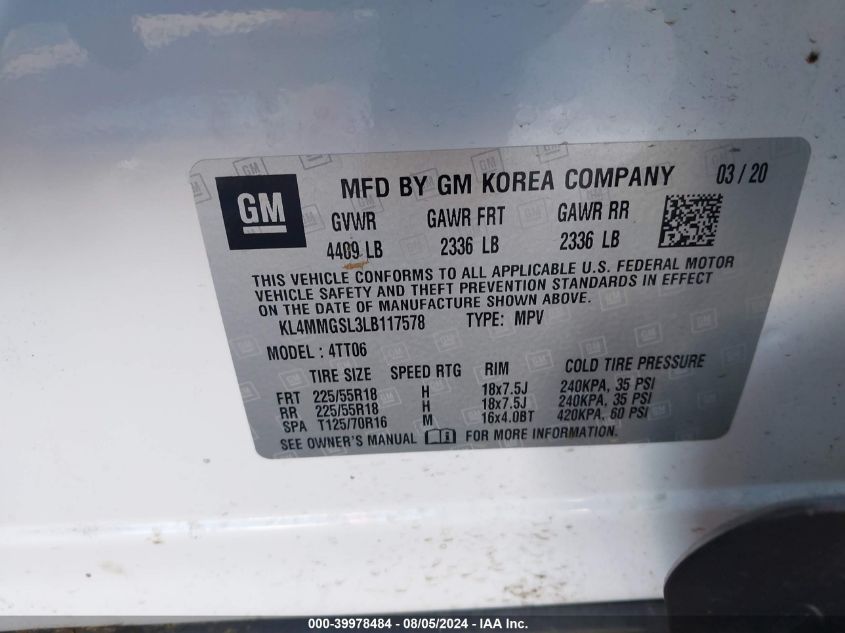 GM
MFD BY GM KOREA COMPANY 03/20
GVWR GAWR FRT GAWR RR
4409 LB 2336 LB 2336 LB
THIS VEHICLE CONFORMS TO ALL APPLICABLE U.S. FEDERAL MOTOR
VEHICLE SAFETY AND THEFT PREVENTION STANDARDS IN EFFECT
ON THE DATE OF MANUFACTURE SHOWN ABOVE.
KL4MMGSL3LB117578 TYPE: MPV
MODEL: 4TT06
TIRE SIZE SPEED RTG RIM COLD TIRE PRESSURE
FRT 225/55R18 H 18x7.5J 240KPA, 35 PSI
RR 225/55R18 H 18x7.5J 240KPA, 35 PSI
SPA T125/70R16 M 16x4.0BT 420KPA, 60 PSI
SEE OWNER'S MANUAL FOR MORE INFORMATION.
000-39978484 - 08/05/2024 - IAA Inc.